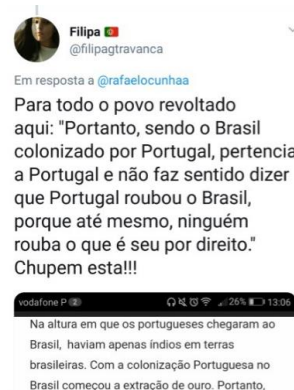 Filipa 🇵🇹
@filipagtravanca
Em resposta a @rafaelocunhaa
Para todo o povo revoltado
aqui: "Portanto, sendo o Brasil
colonizado por Portugal, pertencia
a Portugal e não faz sentido dizer
que Portugal roubou o Brasil,
porque até mesmo, ninguém
rouba o que é seu por direito."
Chupem esta!!!
vodafone P 2 26% 13:06
Na altura em que os portugueses chegaram ao
Brasil, haviam apenas índios em terras
brasileiras. Com a colonização Portuguesa no
Brasil começou a extração de ouro. Portanto,